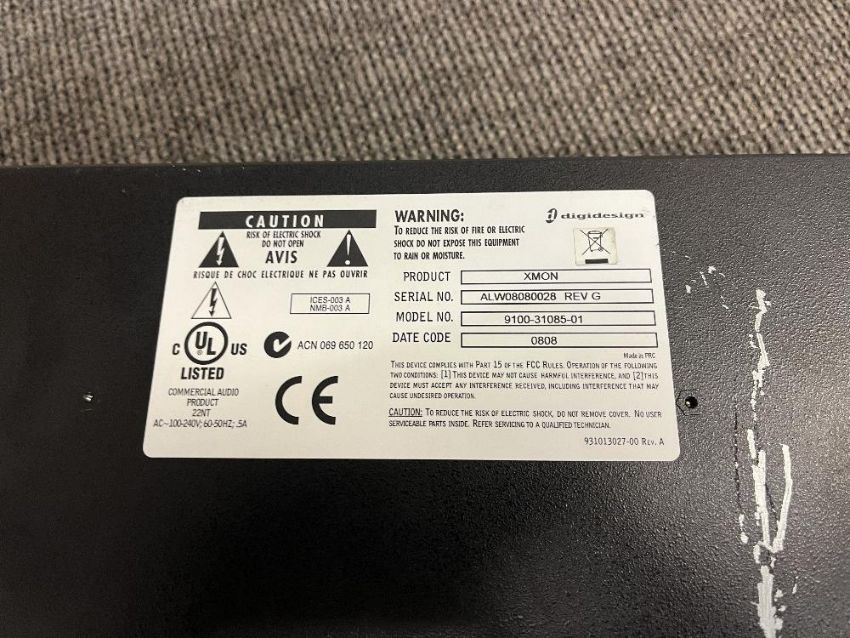 CAUTION
RISK OF ELECTRIC SHOCK
DO NOT OPEN
AVIS
RISQUE DE CHOC ELECTRIQUE NE PAS OUVRIR
ICES-003 A
NMB-003 A
C UL US
LISTED
ACN 069 650 120
COMMERCIAL AUDIO
PRODUCT
22NT
AC~100-240V; 60-50HZ; .5A
CE
WARNING:
TO REDUCE THE RISK OF FIRE OR ELECTRIC
SHOCK DO NOT EXPOSE THIS EQUIPMENT
TO RAIN OR MOISTURE.
digidesign
PRODUCT XMON
SERIAL NO. ALW08080028 REV G
MODEL NO. 9100-31085-01
DATE CODE 0808
Made in PRC
THIS DEVICE COMPLIES WITH PART 15 OF THE FCC RULES. OPERATION OF THE FOLLOWING
TWO CONDITIONS: [1] THIS DEVICE MAY NOT CAUSE HARMFUL INTERFERENCE, AND [2]THIS
DEVICE MUST ACCEPT ANY INTERFERENCE RECEIVED, INCLUDING INTERFERENCE THAT MAY
CAUSE UNDESIRED OPERATION.
CAUTION: TO REDUCE THE RISK OF ELECTRIC SHOCK, DO NOT REMOVE COVER. NO USER
SERVICEABLE PARTS INSIDE. REFER SERVICING TO A QUALIFIED TECHNICIAN.
931013027-00 REV. A